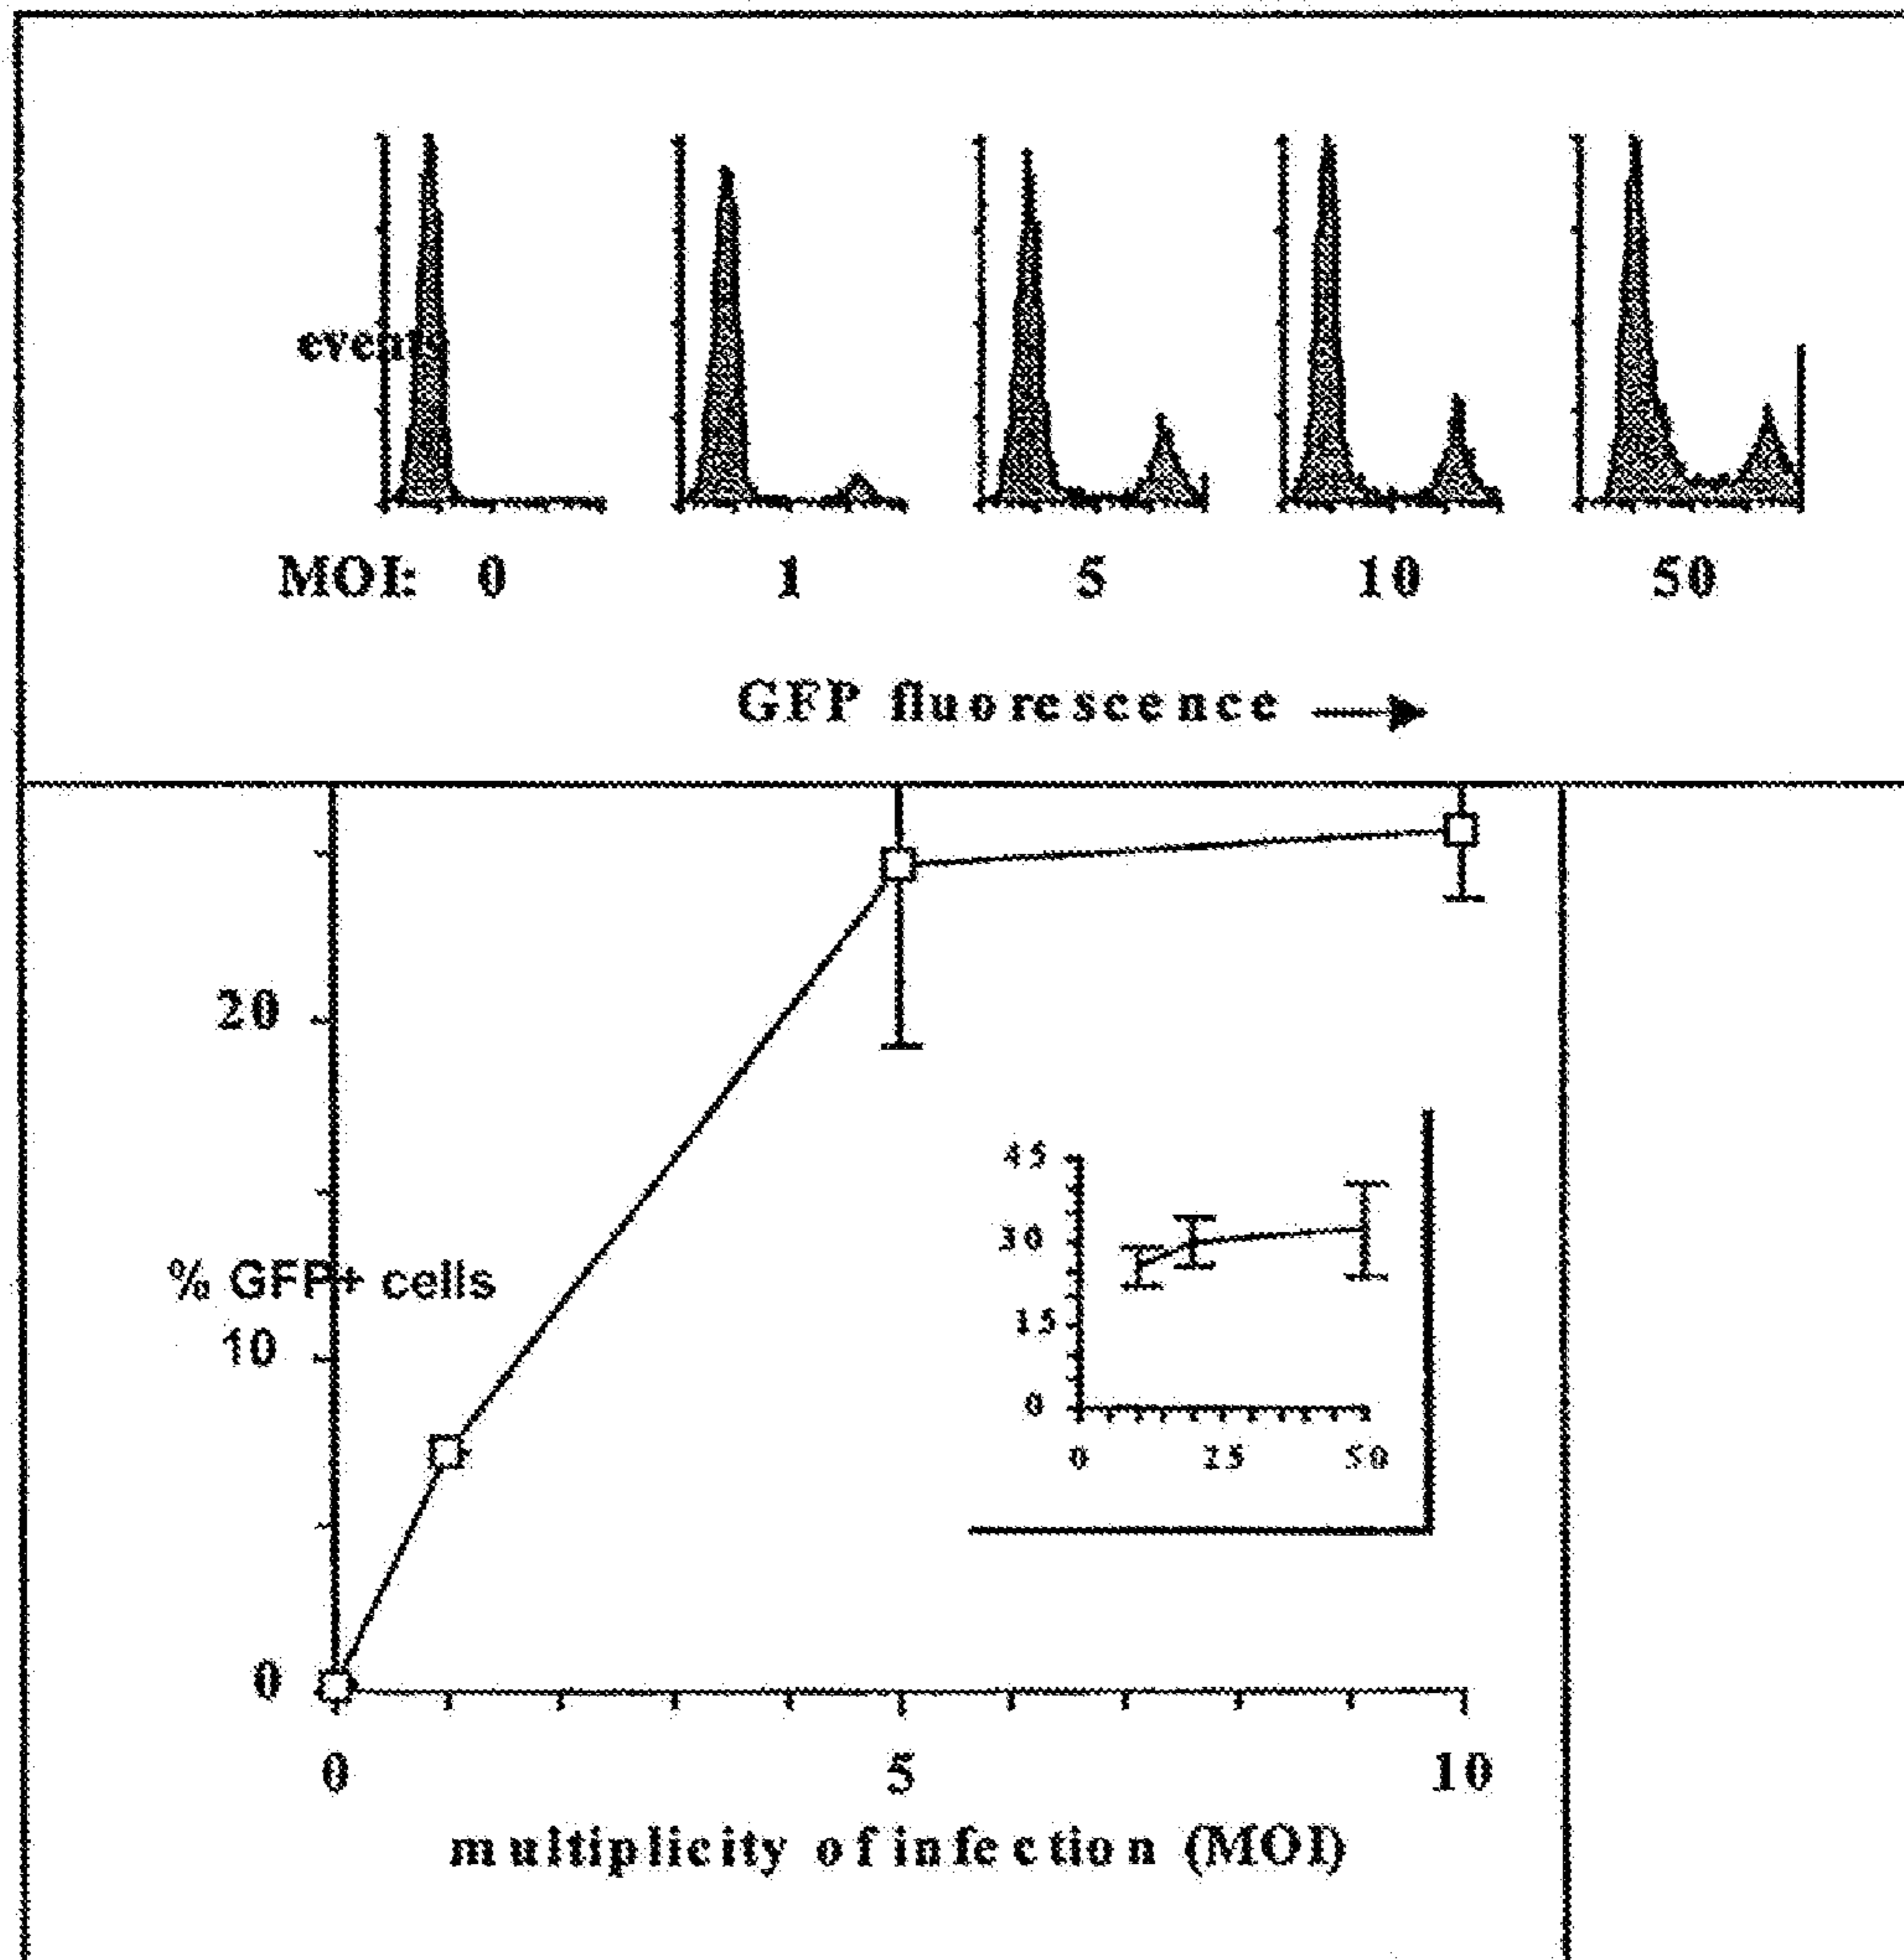 events
MOI: 0 1 5 10 50
GFP fluorescence
20
% GFP+ cells
10
0
45
30
15
0
0 25 50
0 5 10
multiplicity of infection (MOI)